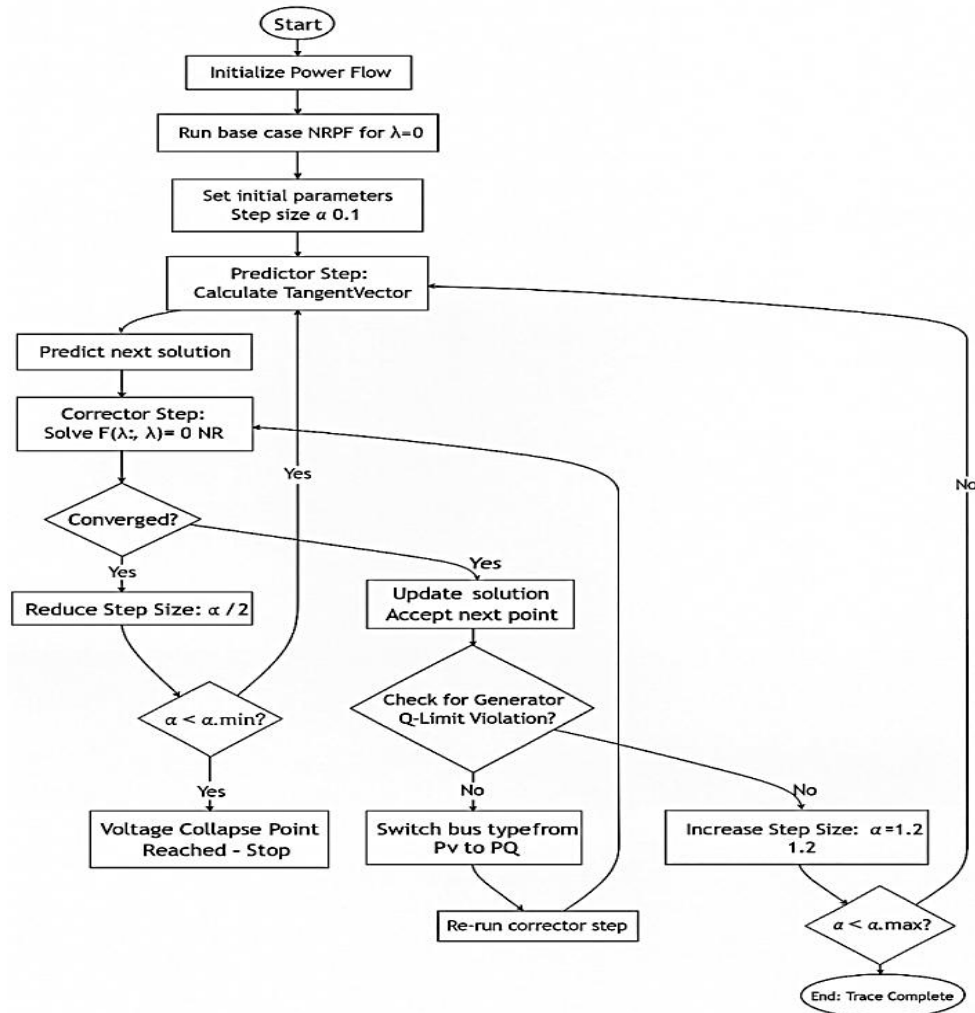 Start
Initialize Power Flow
Run base case NRPF for λ=0
Set initial parameters
Step size α 0.1
Predictor Step:
Calculate TangentVector
Predict next solution
Corrector Step:
Solve F(λ:, λ)= 0 NR
Yes
No
Converged?
Yes
Yes
Reduce Step Size: α /2
Update solution
Accept next point
α < α.min?
Check for Generator
Q-Limit Violation?
Yes
No
No
Voltage Collapse Point
Reached - Stop
Switch bus typefrom
Pv to PQ
Increase Step Size: α=1.2
1.2
Re-run corrector step
α < α.max?
End: Trace Complete